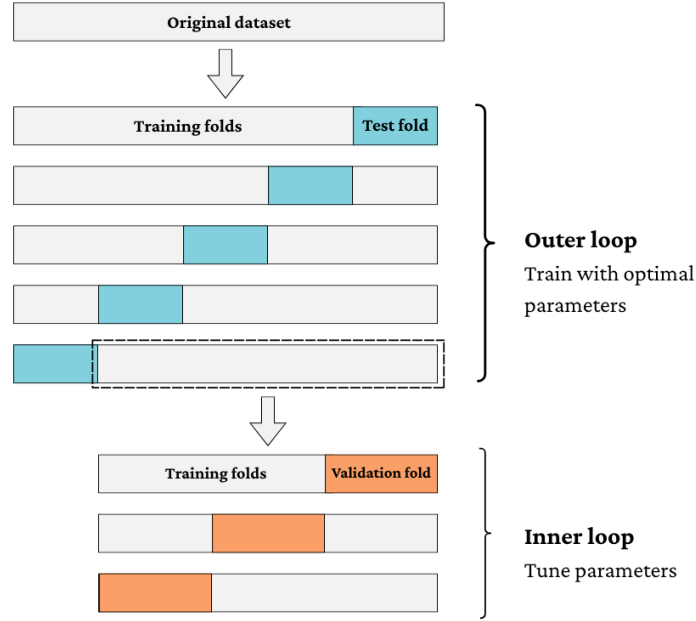 Original dataset
Training folds
Test fold
Outer loop
Train with optimal
parameters
Training folds
Validation fold
Inner loop
Tune parameters